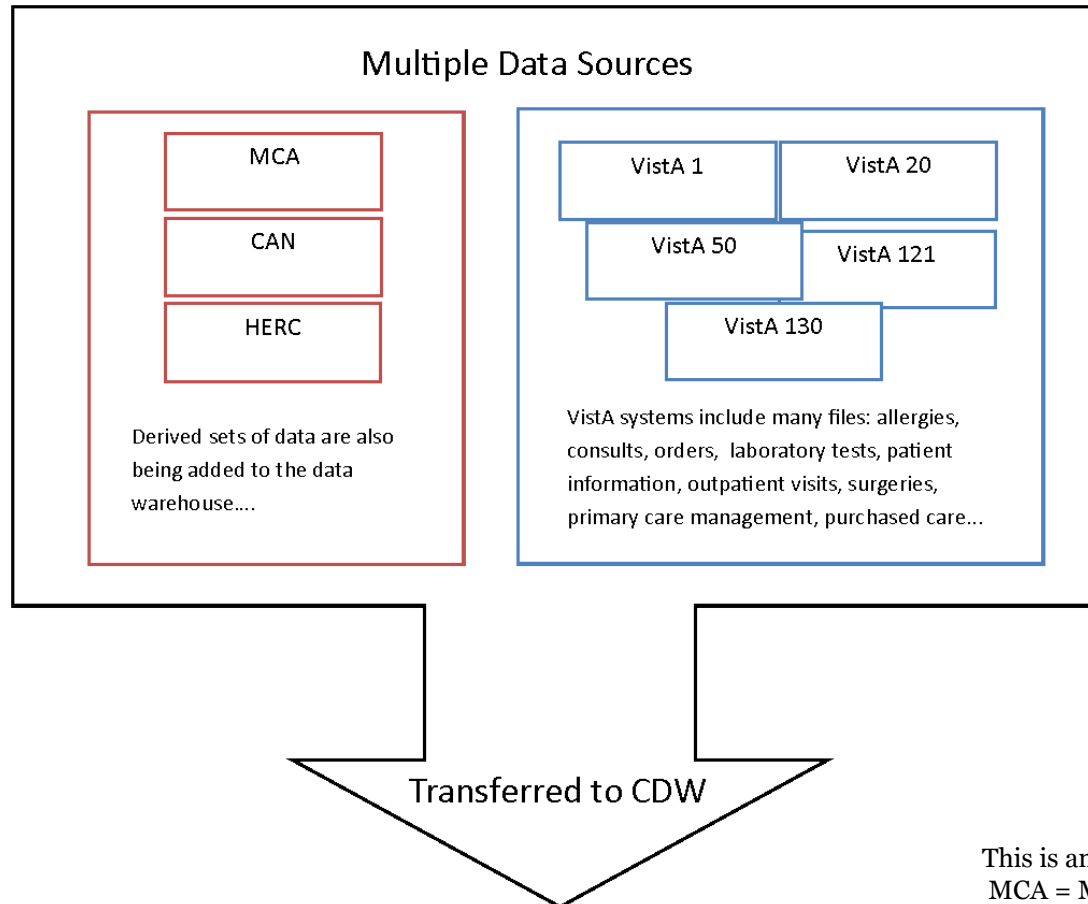 Multiple Data Sources
MCA
CAN
HERC
Derived sets of data are also
being added to the data
warehouse....
VistA 1
VistA 20
VistA 50
VistA 121
VistA 130
VistA systems include many files: allergies,
consults, orders, laboratory tests, patient
information, outpatient visits, surgeries,
primary care management, purchased care...
Transferred to CDW
This is an
MCA = M